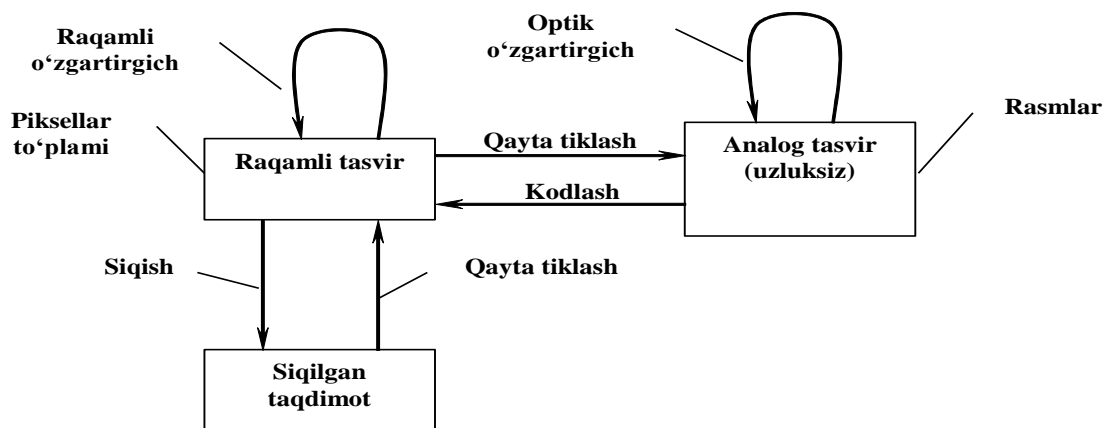 Raqamli
o‘zgartirgich
Optik
o‘zgartirgich
Piksellar
to‘plami
Raqamli tasvir
Qayta tiklash
Kodlash
Analog tasvir
(uzluksiz)
Rasmlar
Siqish
Qayta tiklash
Siqilgan
taqdimot